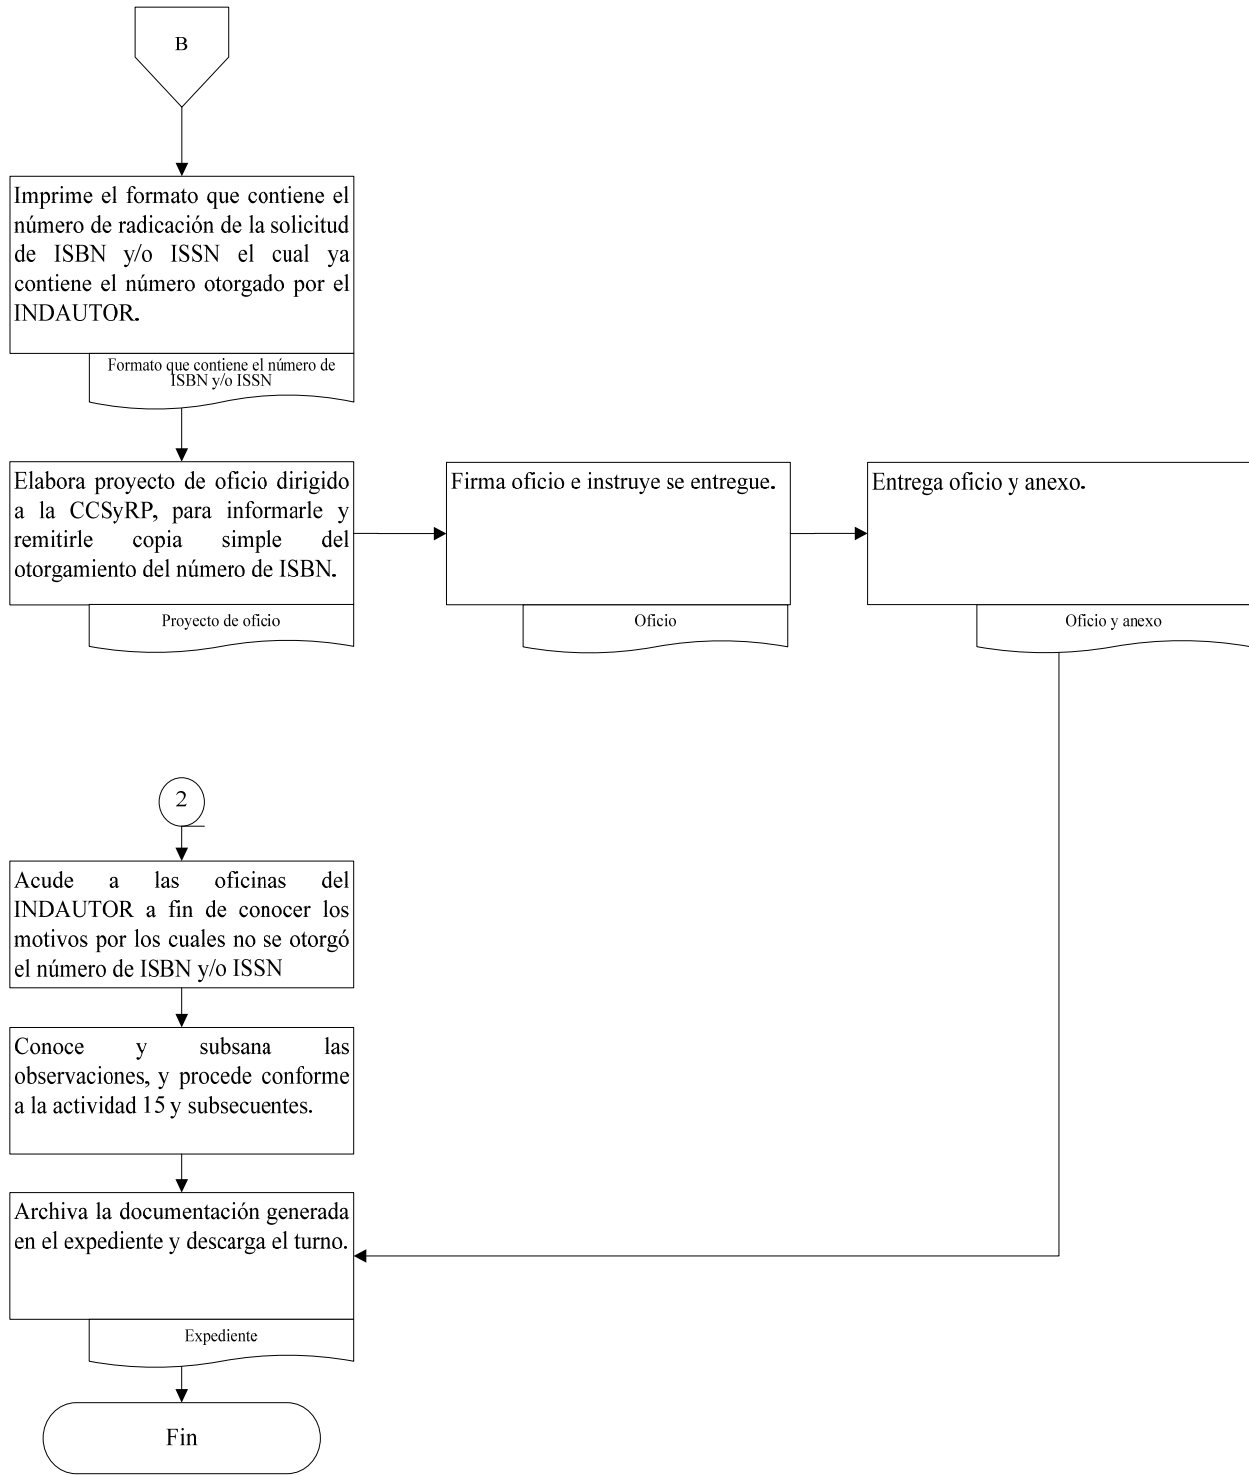 B
Imprime el formato que contiene el
número de radicación de la solicitud
de ISBN y/o ISSN el cual ya
contiene el número otorgado por el
INDAUTOR.
Formato que contiene el número de
ISBN y/o ISSN
Elabora proyecto de oficio dirigido
a la CCSyRP, para informarle y
remitirle copia simple del
otorgamiento del número de ISBN.
Proyecto de oficio
Firma oficio e instruye se entregue.
Oficio
Entrega oficio y anexo.
Oficio y anexo
2
Acude a las oficinas del
INDAUTOR a fin de conocer los
motivos por los cuales no se otorgó
el número de ISBN y/o ISSN
Conoce y subsana las
observaciones, y procede conforme
a la actividad 15 y subsecuentes.
Archiva la documentación generada
en el expediente y descarga el turno.
Expediente
Fin